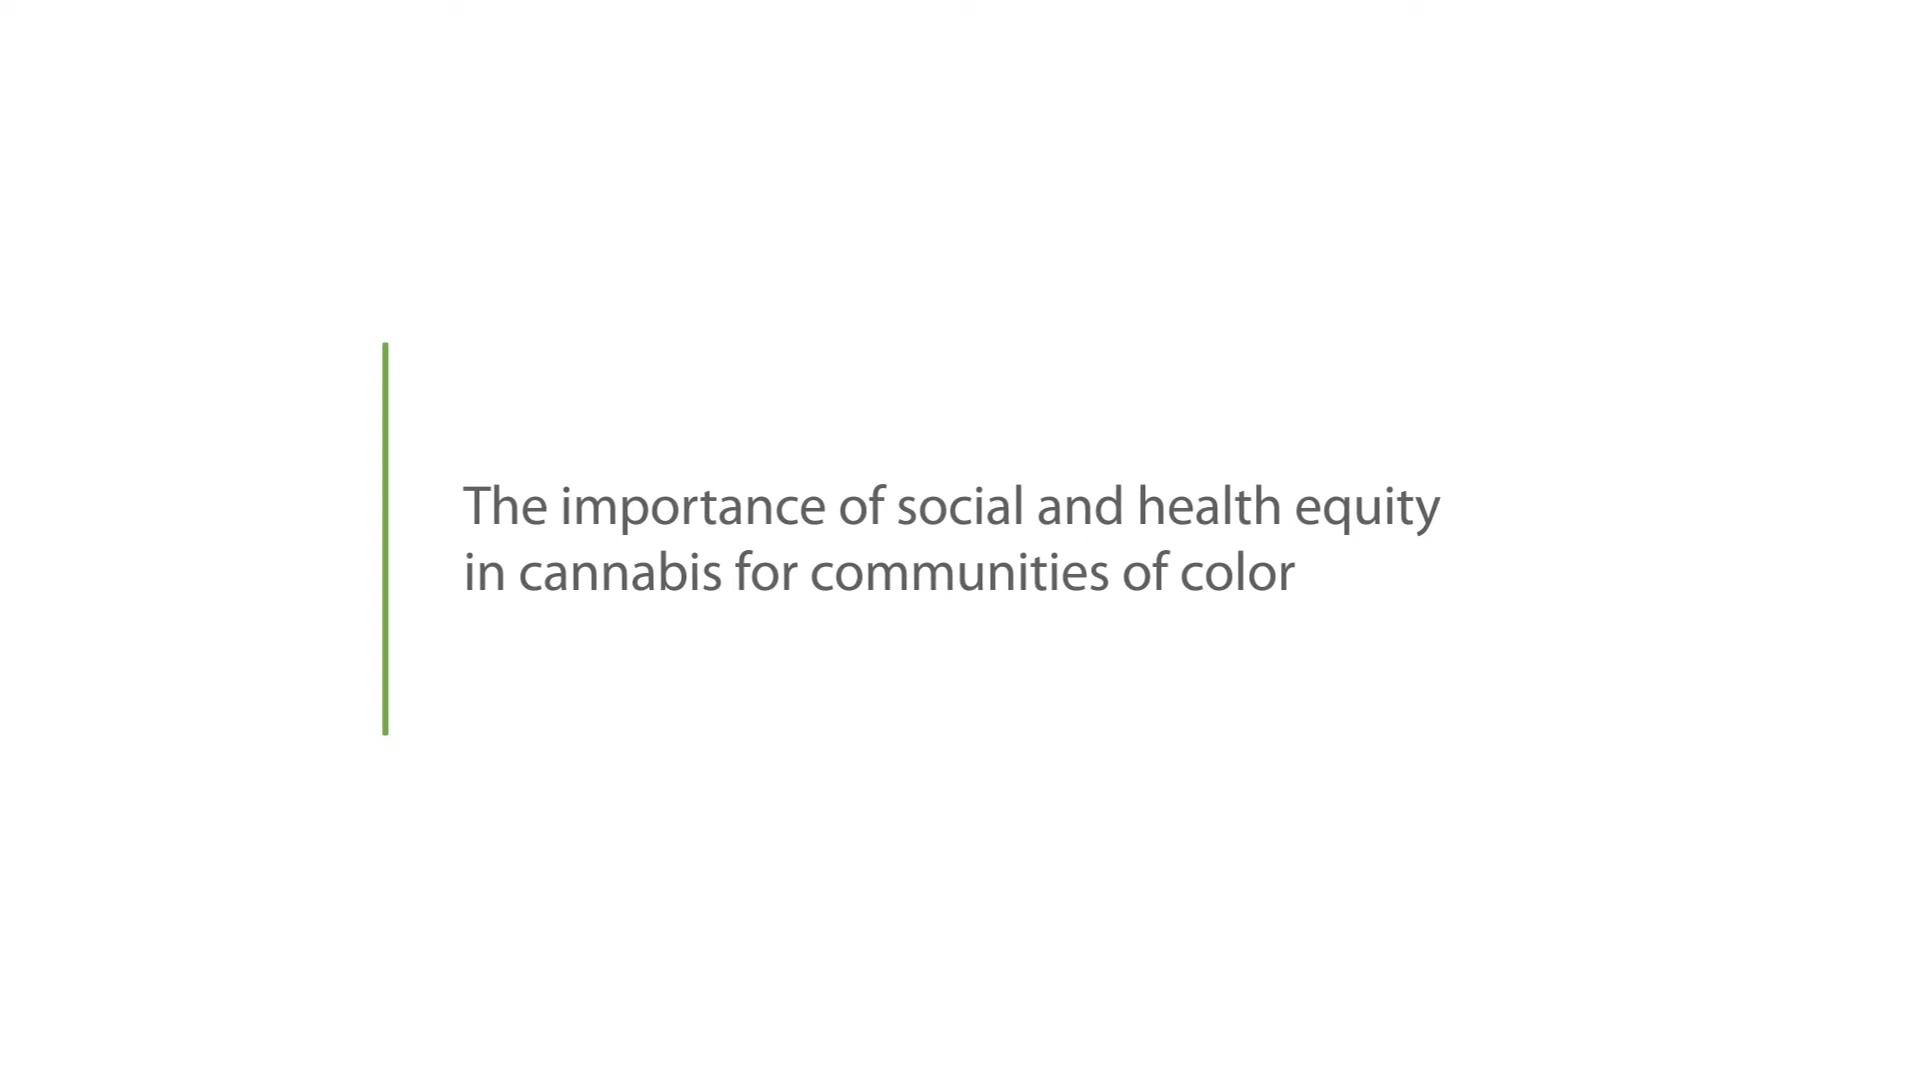 The importance of social and health equity
in cannabis for communities of color